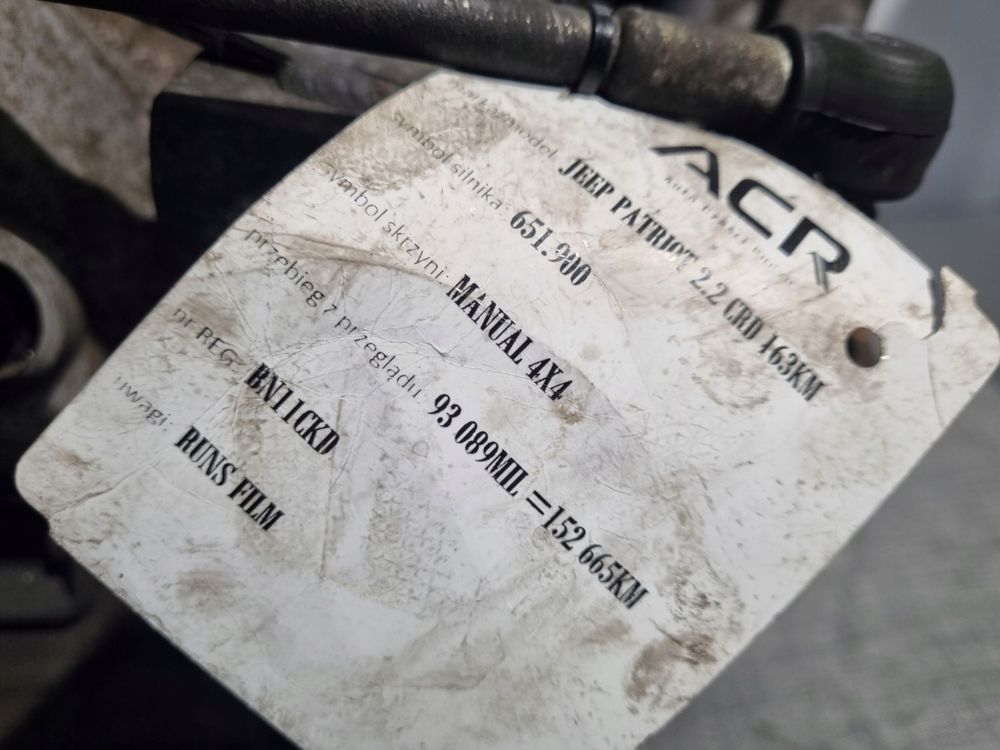 ACR
marka/model: JEEP PATRIOT 2.2 CRD 163KM
symbol silnika: 651.900
symbol skrzyni: MANUAL 4X4
przebieg z przeglądu: 93 089MIL =152 665KM
nr REG: BN11CKD
uwagi: RUNS FILM